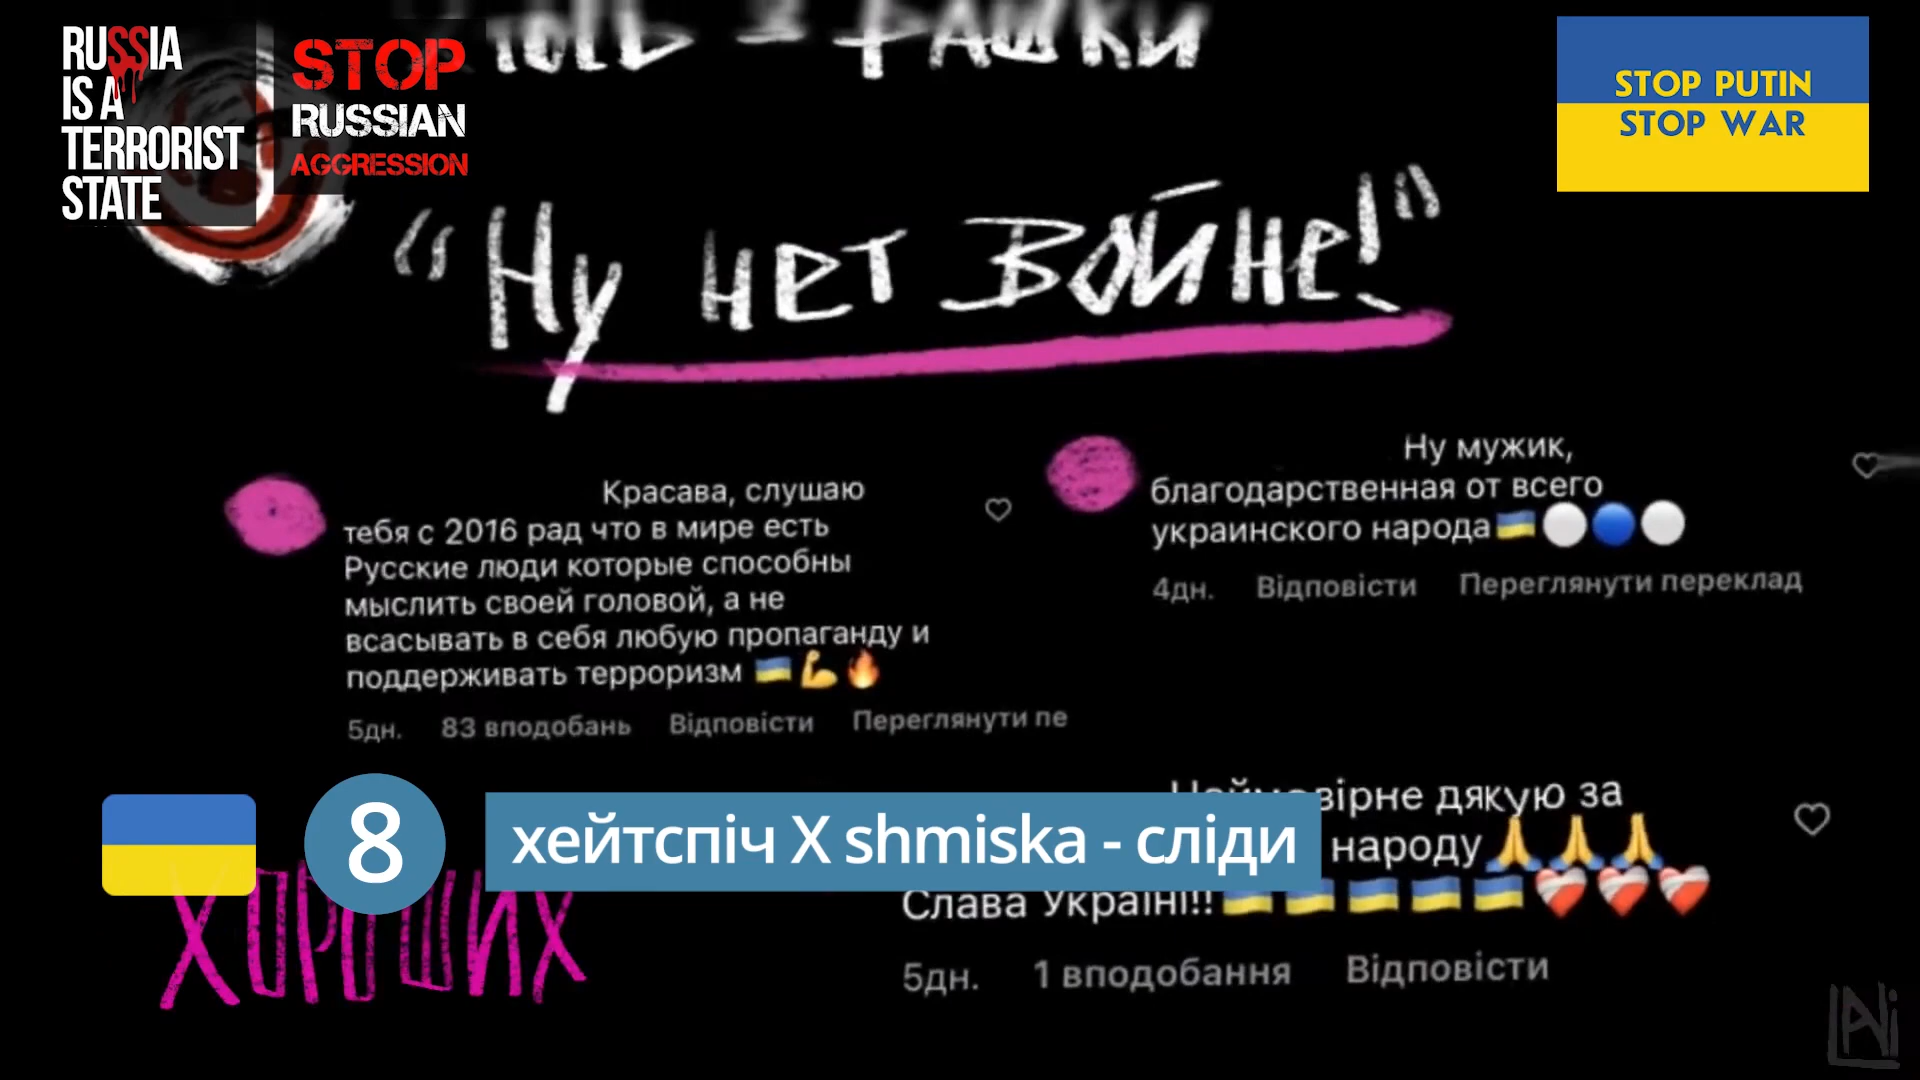 RUSSIA
IS A
TERRORIST
STATE
STOP
RUSSIAN
AGGRESSION
З РАШКИ
STOP PUTIN
STOP WAR
“Ну нет войне!”
Красава, слушаю
тебя с 2016 рад что в мире есть
Русские люди которые способны
мыслить своей головой, а не
всасывать в себя любую пропаганду и
поддерживать терроризм 🇺🇦💪🔥
5дн. 83 вподобань Відповісти Переглянути пе
Ну мужик,
благодарственная от всего
украинского народа🇺🇦⚪🔵⚪
4дн. Відповісти Переглянути переклад
дякую за
народу🙏🙏🙏
Слава Україні!!🇺🇦🇺🇦🇺🇦🇺🇦🇺🇦❤️‍🩹❤️‍🩹❤️‍🩹
5дн. 1 вподобання Відповісти
8
хейтспіч X shmiska - сліди
ХОРОШИХ